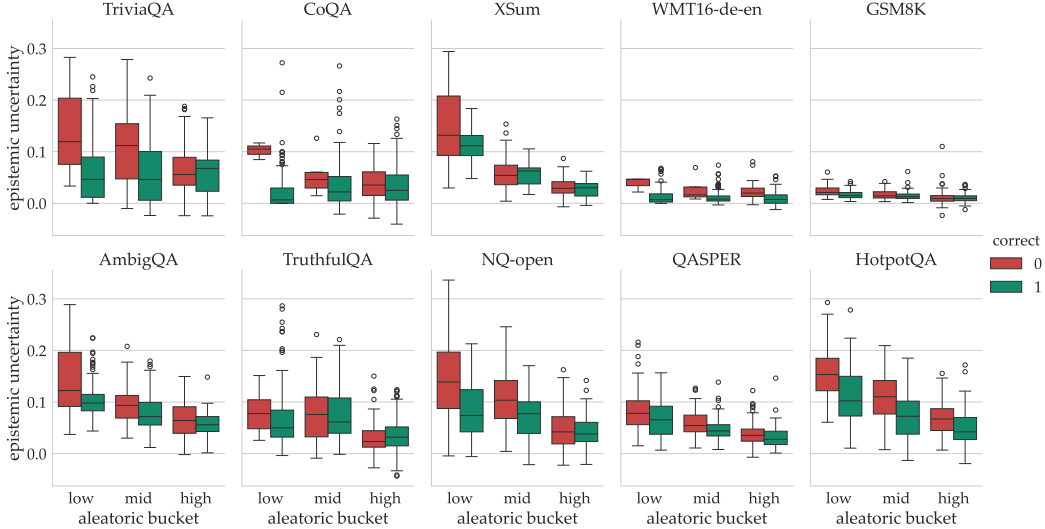 TriviaQA CoQA XSum WMT16-de-en GSM8K
epistemic uncertainty
0.3
0.2
0.1
0.0
AmbigQA TruthfulQA NQ-open QASPER HotpotQA
epistemic uncertainty
0.3
0.2
0.1
0.0
low mid high low mid high low mid high low mid high low mid high
aleatoric bucket aleatoric bucket aleatoric bucket aleatoric bucket aleatoric bucket
correct
0
1